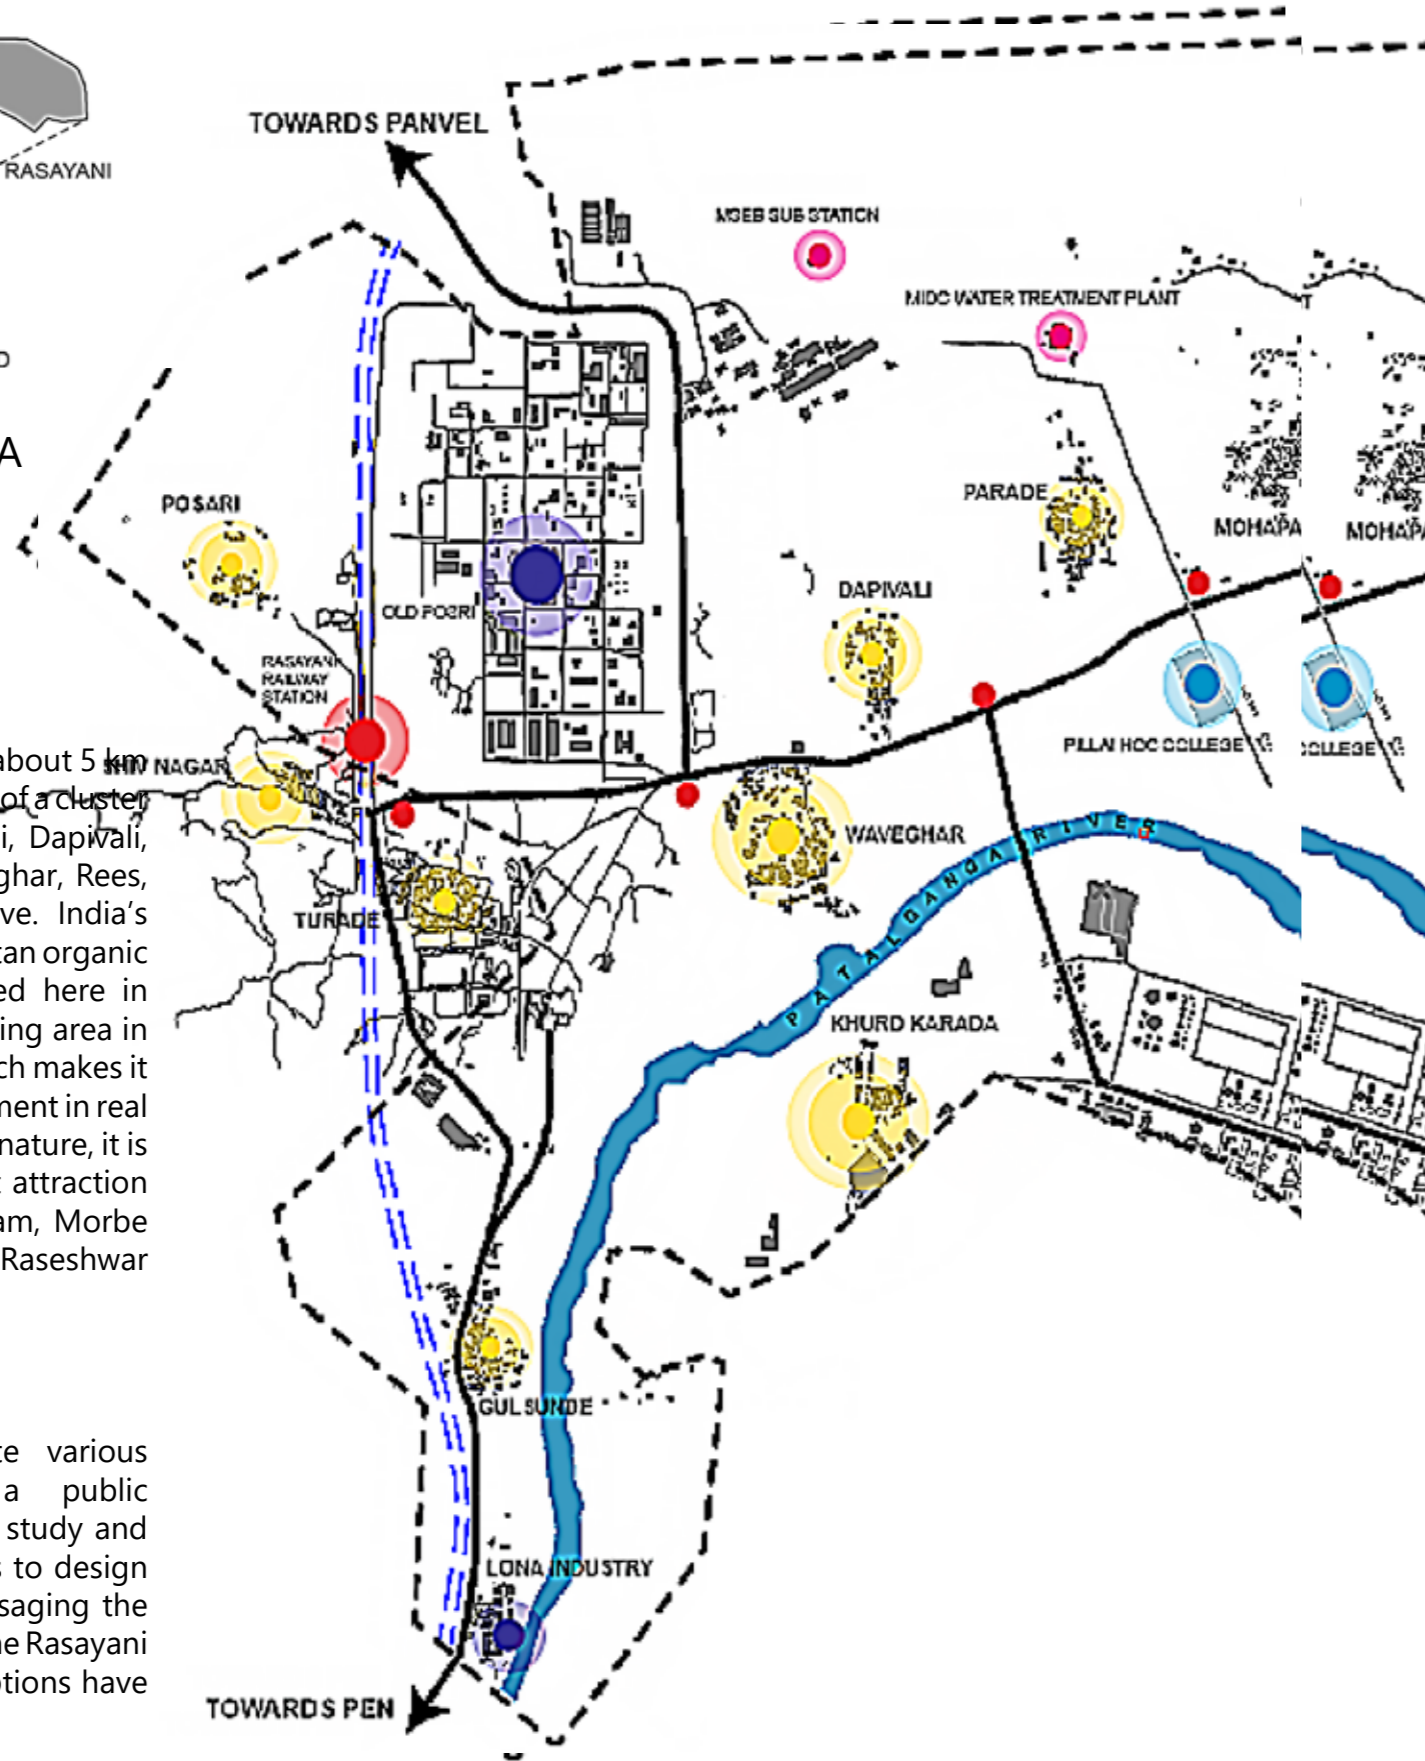 RASAYANI
TOWARDS PANVEL
MSEB SUB STATION
MIDC WATER TREATMENT PLANT
A
POSARI
PARADE
MOHAPA
MOHAPA
DAPIVALI
OLD POSRI
RASAYANI
RAILWAY
STATION
PILLAI HOC COLLEGE
COLLEGE
SHIV NAGAR
WAVEGHAR
TURADE
PATALGANGA RIVER
KHURD KARADA
GULSUNDE
LONA INDUSTRY
TOWARDS PEN
about 5 km
of a cluster
i, Dapivali,
ghar, Rees,
ve. India's
tan organic
ed here in
ing area in
ch makes it
ment in real
nature, it is
t attraction
am, Morbe
Raseshwar
te various
a public
study and
s to design
saging the
he Rasayani
otions have